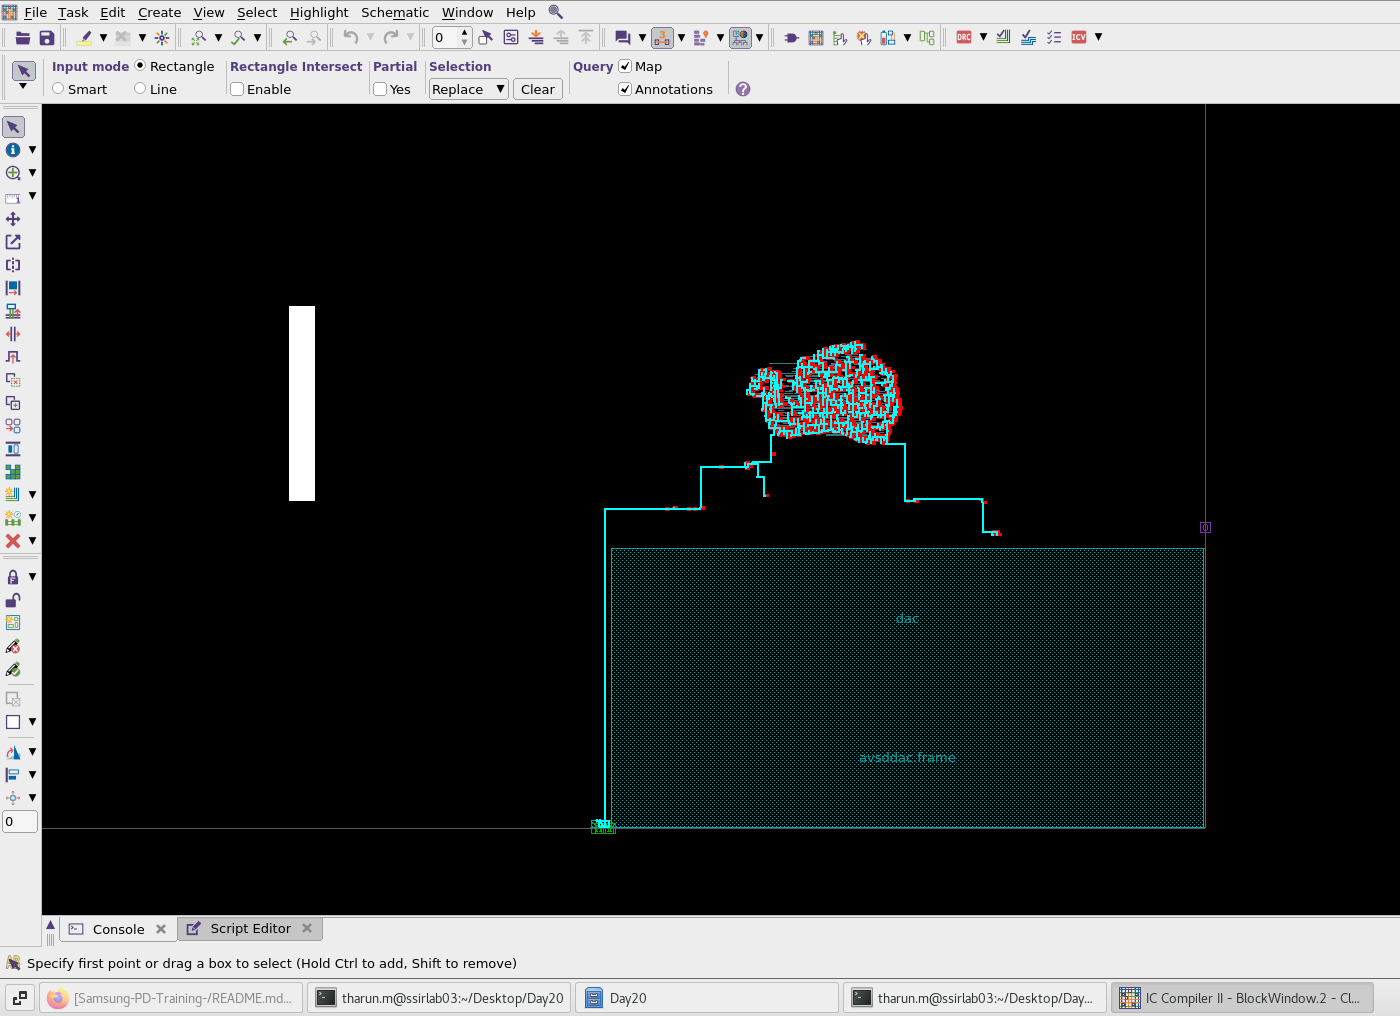 File Task Edit Create View Select Highlight Schematic Window Help
0
DRC ICV
Input mode Rectangle Rectangle Intersect Partial Selection Query Map
Smart Line Enable Yes Replace Clear Annotations
dac
avsddac.frame
0
Console Script Editor
Specify first point or drag a box to select (Hold Ctrl to add, Shift to remove)
[Samsung-PD-Training-/README.md... tharun.m@ssirlab03:~/Desktop/Day20 Day20 tharun.m@ssirlab03:~/Desktop/Day... IC Compiler II - BlockWindow.2 - Cl...